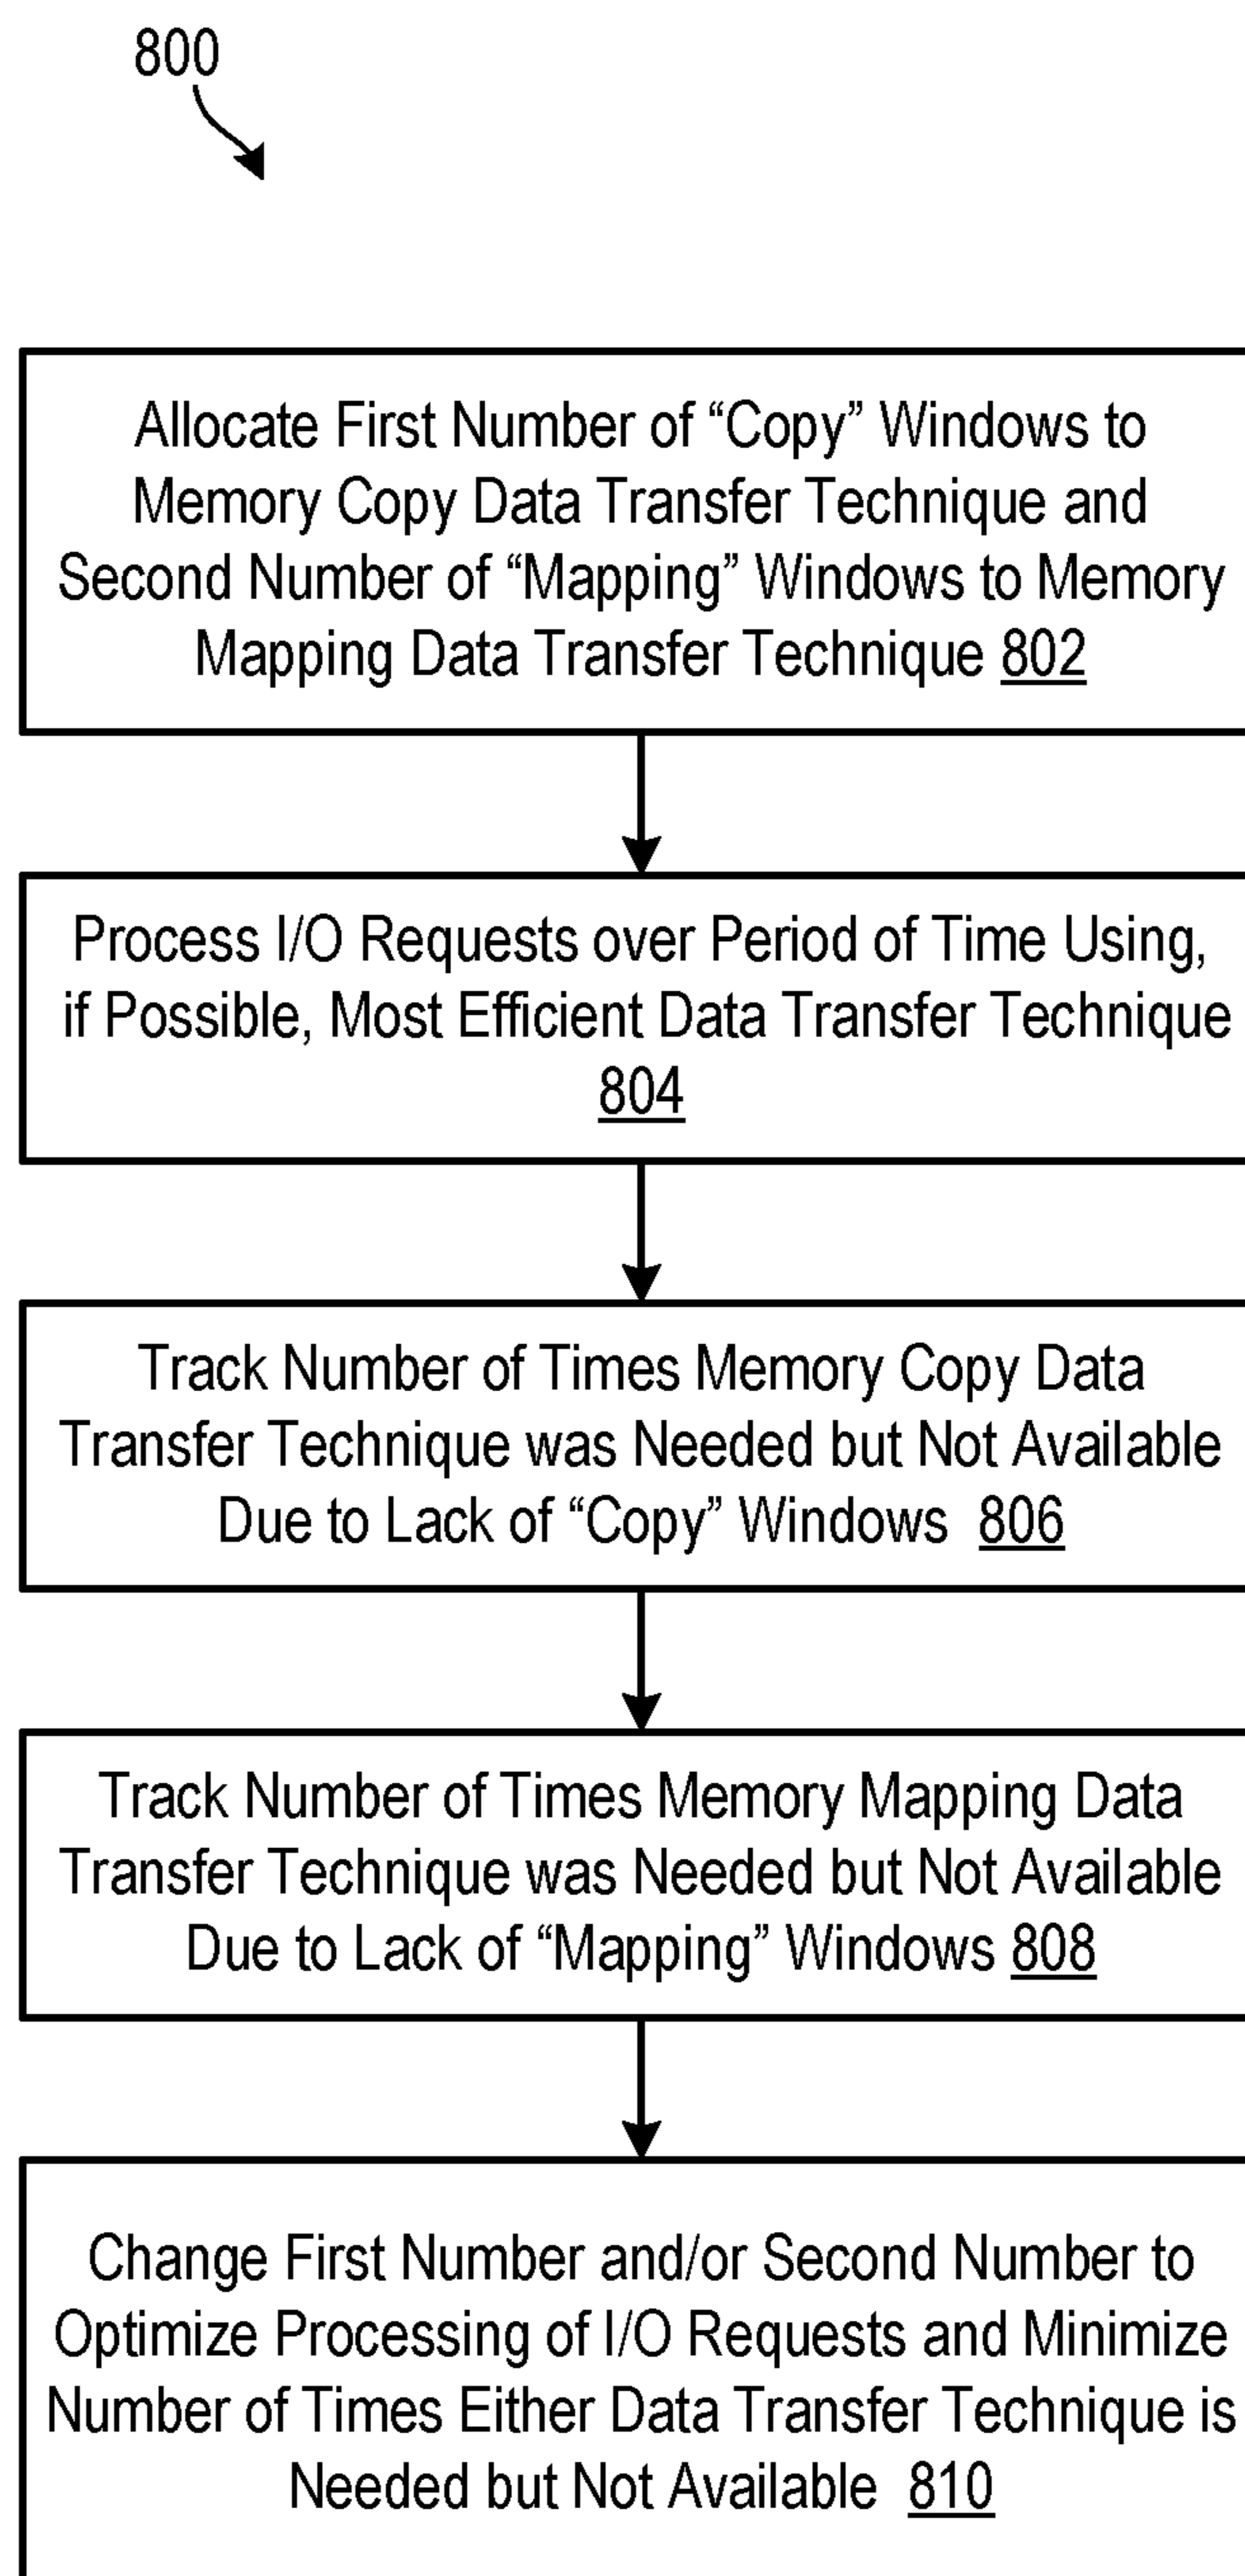 800
Allocate First Number of “Copy” Windows to
Memory Copy Data Transfer Technique and
Second Number of “Mapping” Windows to Memory
Mapping Data Transfer Technique 802
Process I/O Requests over Period of Time Using,
if Possible, Most Efficient Data Transfer Technique
804
Track Number of Times Memory Copy Data
Transfer Technique was Needed but Not Available
Due to Lack of “Copy” Windows 806
Track Number of Times Memory Mapping Data
Transfer Technique was Needed but Not Available
Due to Lack of “Mapping” Windows 808
Change First Number and/or Second Number to
Optimize Processing of I/O Requests and Minimize
Number of Times Either Data Transfer Technique is
Needed but Not Available 810